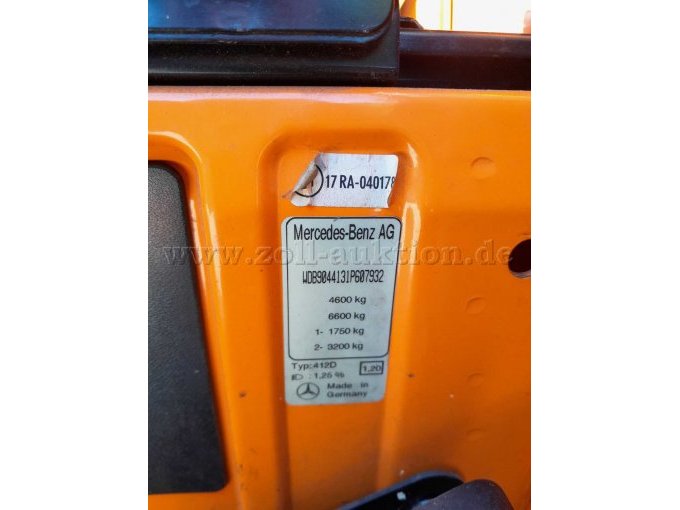 17 RA-040178
Mercedes-Benz AG
www.zoll-auktion.de
WDB9044131P607932
4600 kg
6600 kg
1- 1750 kg
2- 3200 kg
Typ:412D
: 1,25 % 1,20
Made in
Germany